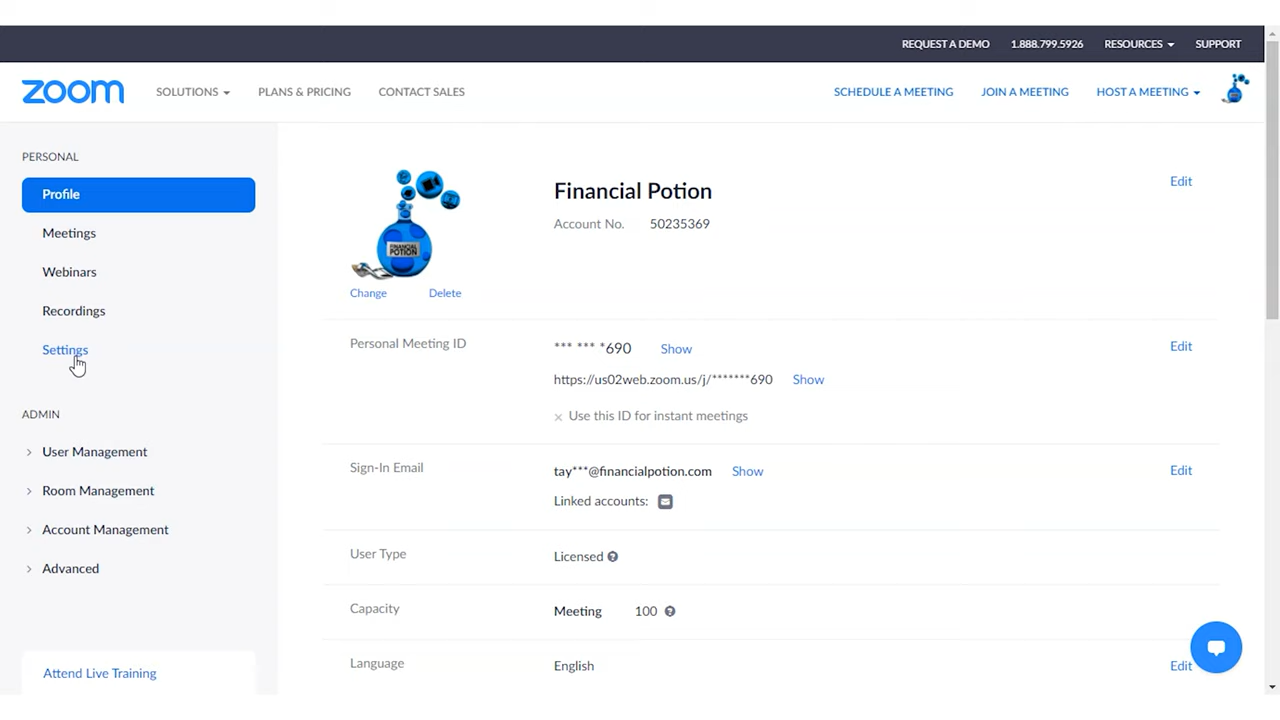 REQUEST A DEMO 1.888.799.5926 RESOURCES SUPPORT
zoom SOLUTIONS PLANS & PRICING CONTACT SALES SCHEDULE A MEETING JOIN A MEETING HOST A MEETING
PERSONAL
Profile
Meetings
Webinars
Recordings
Settings
ADMIN
User Management
Room Management
Account Management
Advanced
Attend Live Training
FINANCIAL
POTION
Change Delete
Financial Potion Edit
Account No. 50235369
Personal Meeting ID *** *** *690 Show Edit
https://us02web.zoom.us/j/*******690 Show
× Use this ID for instant meetings
Sign-In Email tay***@financialpotion.com Show Edit
Linked accounts:
User Type Licensed ?
Capacity Meeting 100 ?
Language English Edit